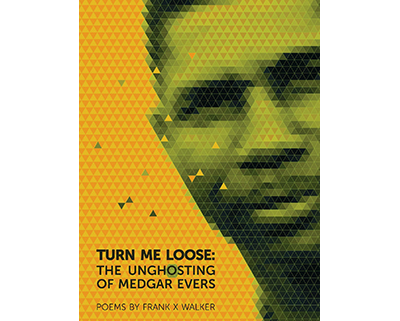 TURN ME LOOSE:
THE UNGHOSTING
OF MEDGAR EVERS
POEMS BY FRANK X WALKER